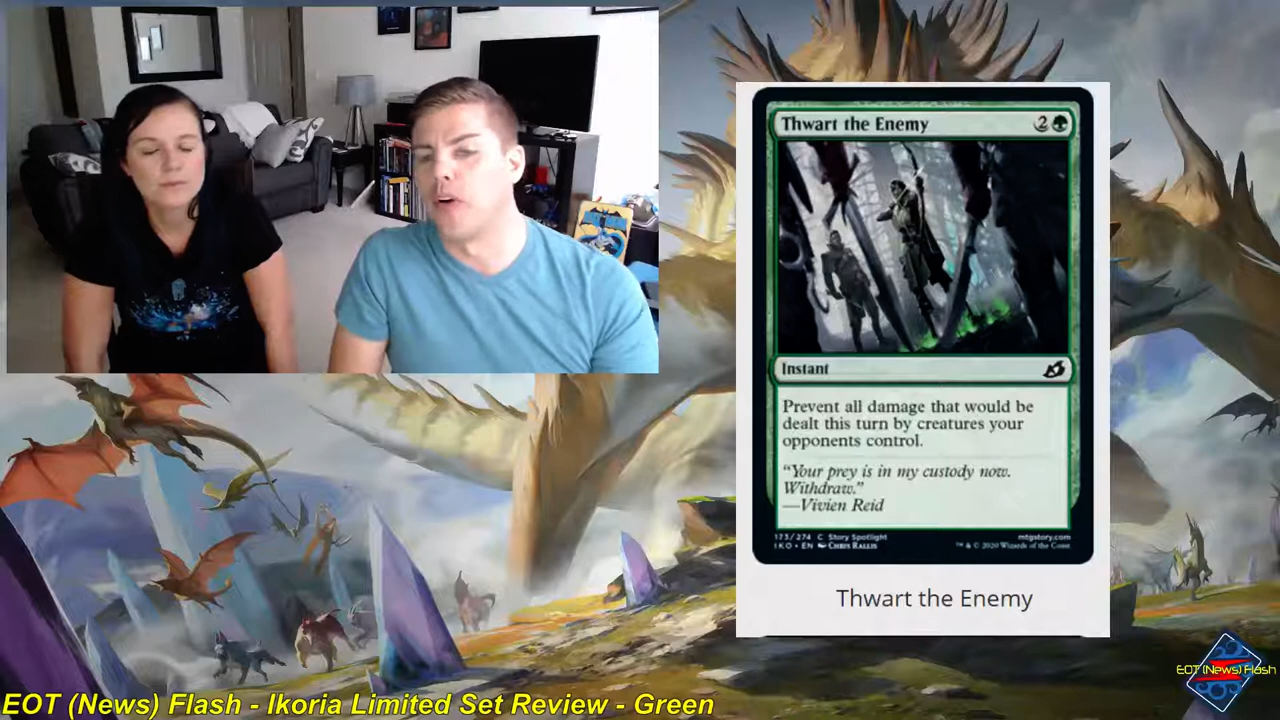 BATMAN
Thwart the Enemy 2
Instant
Prevent all damage that would be
dealt this turn by creatures your
opponents control.
"Your prey is in my custody now.
Withdraw."
—Vivien Reid
173/274 C Story Spotlight
mtgstory.com
IKO • EN Chris Rallis
™ & © 2020 Wizards of the Coast
Thwart the Enemy
EOT (News) Flash
EOT (News) Flash - Ikoria Limited Set Review - Green